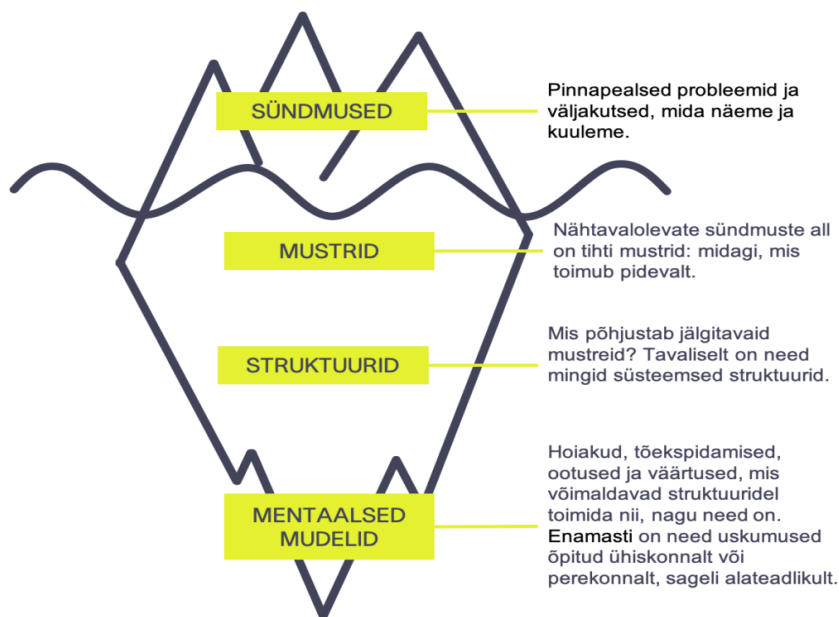 SÜNDMUSED
Pinnapealsed probleemid ja
väljakutsed, mida näeme ja
kuuleme.
MUSTRID
Nähtavalolevate sündmuste all
on tihti mustrid: midagi, mis
toimub pidevalt.
STRUKTUURID
Mis põhjustab jälgitavaid
mustreid? Tavaliselt on need
mingid süsteemsed struktuurid.
MENTAALSED
MUDELID
Hoiakud, tõekspidamised,
ootused ja väärtused, mis
võimaldavad struktuuridel
toimida nii, nagu need on.
Enamasti on need uskumused
õpitud ühiskonnalt või
perekonnalt, sageli alateadlikult.